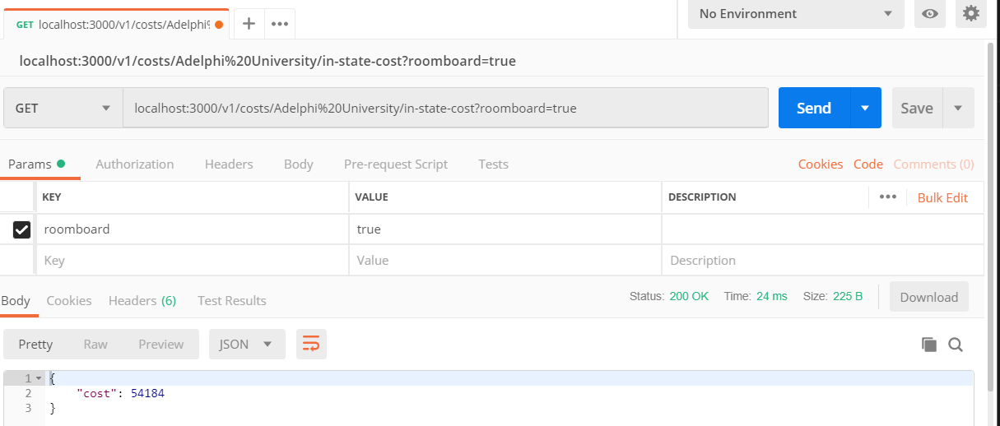 GET localhost:3000/v1/costs/Adelphi% No Environment
localhost:3000/v1/costs/Adelphi%20University/in-state-cost?roomboard=true
GET localhost:3000/v1/costs/Adelphi%20University/in-state-cost?roomboard=true Send Save
Params Authorization Headers Body Pre-request Script Tests Cookies Code Comments (0)
KEY VALUE DESCRIPTION Bulk Edit
roomboard true
Key Value Description
Body Cookies Headers (6) Test Results Status: 200 OK Time: 24 ms Size: 225 B Download
Pretty Raw Preview JSON
1 {
2 "cost": 54184
3 }